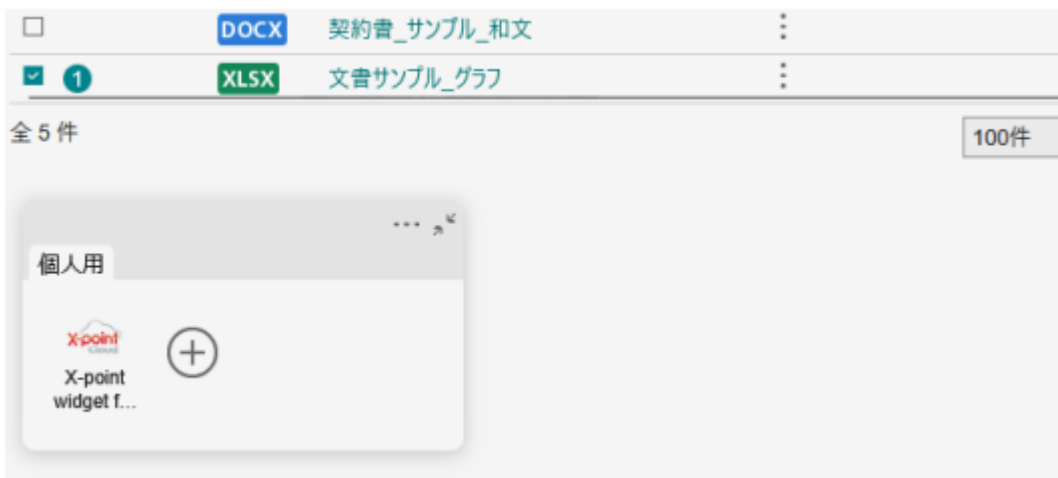 DOCX 契約書_サンプル_和文
1 XLSX 文書サンプル_グラフ
全 5 件
100件
個人用
X-point
Cloud
X-point
widget f...